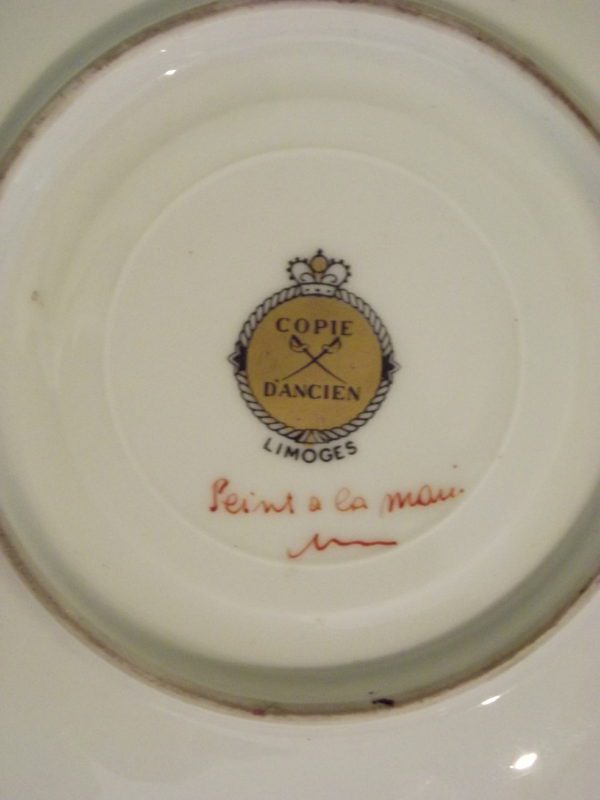 COPIE
D'ANCIEN
LIMOGES
Peint a la main